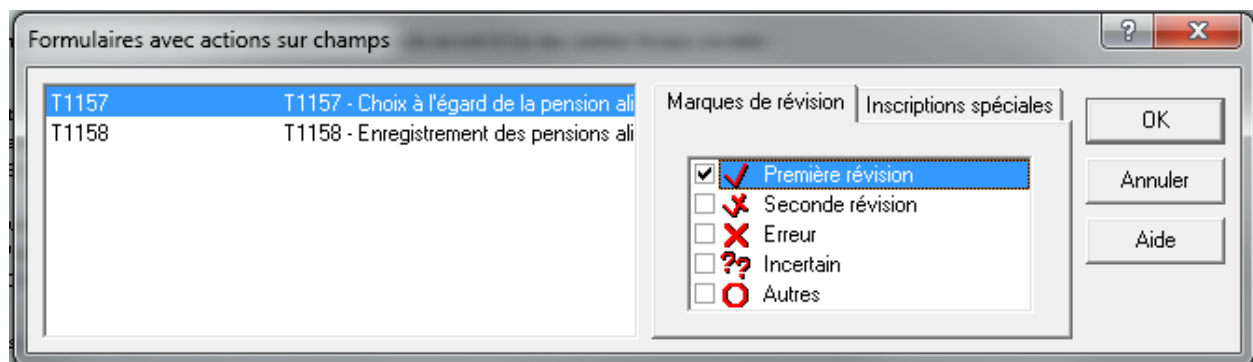 Formulaires avec actions sur champs
T1157 T1157 - Choix à l'égard de la pension ali
T1158 T1158 - Enregistrement des pensions ali
Marques de révision Inscriptions spéciales
Première révision
Seconde révision
Erreur
?? Incertain
Autres
OK
Annuler
Aide